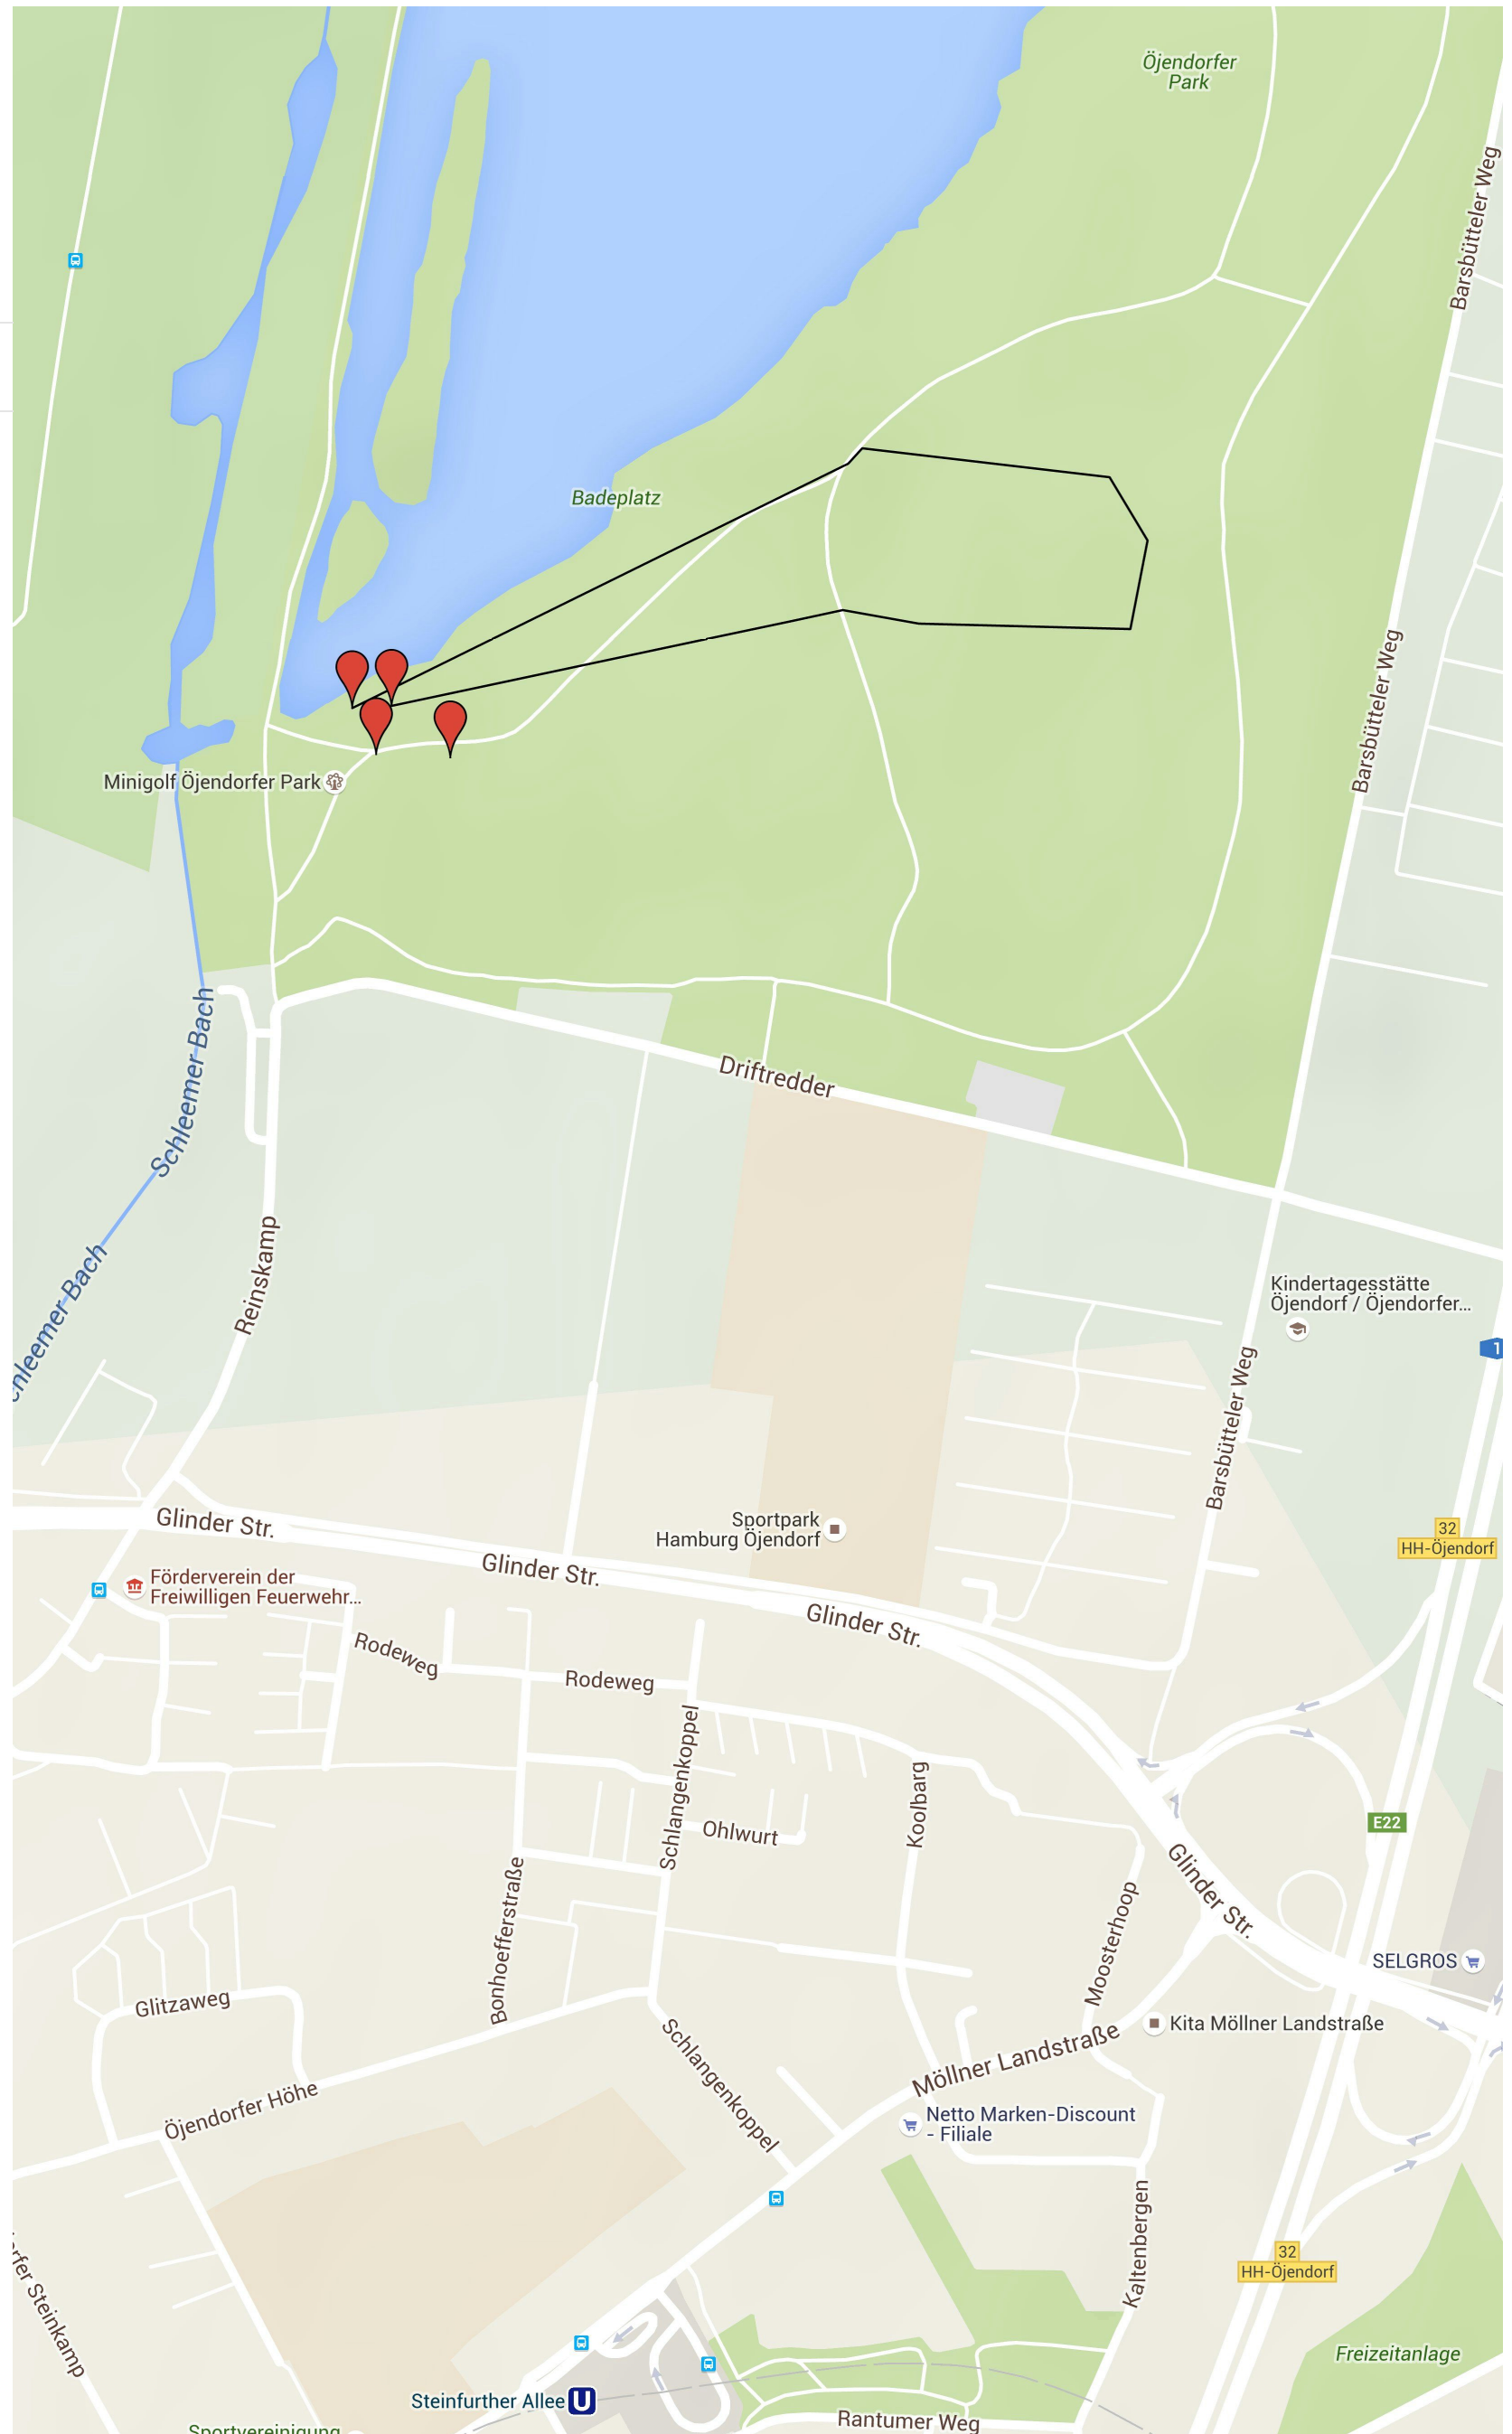 Öjendorfer
Park
Barsbütteler Weg
Badeplatz
Barsbütteler Weg
Minigolf Öjendorfer Park
Schleemer Bach
Driftredder
Reinskamp
Kindertagesstätte
Öjendorf / Öjendorfer...
hleemer Bach
1
Barsbütteler Weg
Glinder Str.
Sportpark
Hamburg Öjendorf
32
HH-Öjendorf
Glinder Str.
Förderverein der
Freiwilligen Feuerwehr...
Glinder Str.
Rodeweg
Rodeweg
Schlangenkoppel
Koolbarg
Ohlwurt
E22
Glinder Str.
Bonhoefferstraße
Moosterhoop
SELGROS
Glitzaweg
Kita Möllner Landstraße
Schlangenkoppel
Möllner Landstraße
Öjendorfer Höhe
Netto Marken-Discount
- Filiale
Kaltenbergen
32
HH-Öjendorf
rfer Steinkamp
Freizeitanlage
Steinfurther Allee U
Rantumer Weg
Sportvereinigung